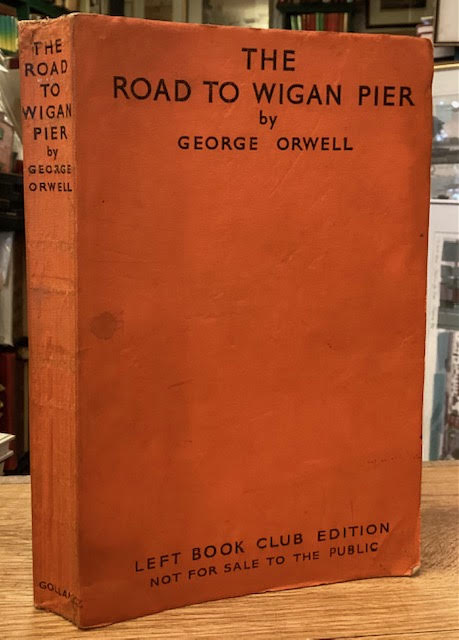 THE
ROAD
TO
WIGAN
PIER
by
GEORGE
ORWELL
THE
ROAD TO WIGAN PIER
by
GEORGE ORWELL
LEFT BOOK CLUB EDITION
NOT FOR SALE TO THE PUBLIC